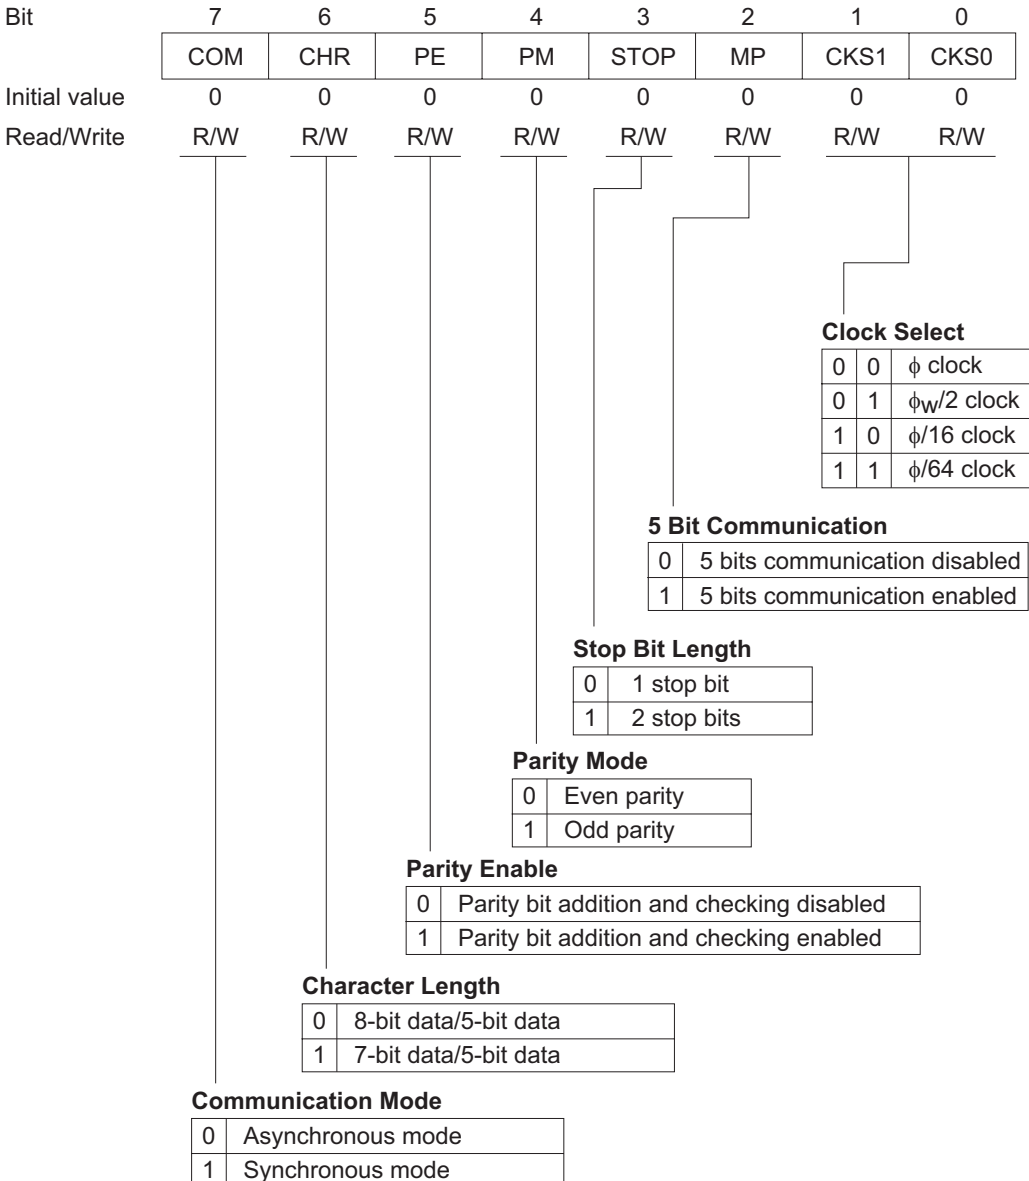 Bit 7 6 5 4 3 2 1 0
COM CHR PE PM STOP MP CKS1 CKS0
Initial value 0 0 0 0 0 0 0 0
Read/Write R/W R/W R/W R/W R/W R/W R/W R/W
Clock Select
0 0 ϕ clock
0 1 ϕW/2 clock
1 0 ϕ/16 clock
1 1 ϕ/64 clock
5 Bit Communication
0 5 bits communication disabled
1 5 bits communication enabled
Stop Bit Length
0 1 stop bit
1 2 stop bits
Parity Mode
0 Even parity
1 Odd parity
Parity Enable
0 Parity bit addition and checking disabled
1 Parity bit addition and checking enabled
Character Length
0 8-bit data/5-bit data
1 7-bit data/5-bit data
Communication Mode
0 Asynchronous mode
1 Synchronous mode